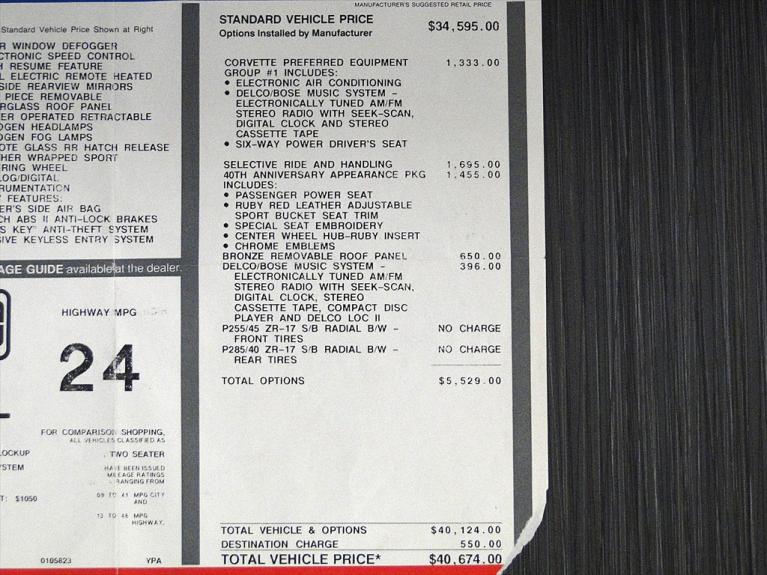 MANUFACTURER'S SUGGESTED RETAIL PRICE
STANDARD VEHICLE PRICE $34,595.00
Options Installed by Manufacturer
CORVETTE PREFERRED EQUIPMENT 1,333.00
GROUP #1 INCLUDES:
• ELECTRONIC AIR CONDITIONING
• DELCO/BOSE MUSIC SYSTEM -
ELECTRONICALLY TUNED AM/FM
STEREO RADIO WITH SEEK-SCAN,
DIGITAL CLOCK AND STEREO
CASSETTE TAPE
• SIX-WAY POWER DRIVER'S SEAT
SELECTIVE RIDE AND HANDLING 1,695.00
40TH ANNIVERSARY APPEARANCE PKG 1,455.00
INCLUDES:
• PASSENGER POWER SEAT
• RUBY RED LEATHER ADJUSTABLE
SPORT BUCKET SEAT TRIM
• SPECIAL SEAT EMBROIDERY
• CENTER WHEEL HUB-RUBY INSERT
• CHROME EMBLEMS
BRONZE REMOVABLE ROOF PANEL 650.00
DELCO/BOSE MUSIC SYSTEM - 396.00
ELECTRONICALLY TUNED AM/FM
STEREO RADIO WITH SEEK-SCAN,
DIGITAL CLOCK, STEREO
CASSETTE TAPE, COMPACT DISC
PLAYER AND DELCO LOC II
P255/45 ZR-17 S/B RADIAL B/W - NO CHARGE
FRONT TIRES
P285/40 ZR-17 S/B RADIAL B/W - NO CHARGE
REAR TIRES
TOTAL OPTIONS $5,529.00
TOTAL VEHICLE & OPTIONS $40,124.00
DESTINATION CHARGE 550.00
TOTAL VEHICLE PRICE* $40,674.00
Standard Vehicle Price Shown at Right
R WINDOW DEFOGGER
CTRONIC SPEED CONTROL
H RESUME FEATURE
L ELECTRIC REMOTE HEATED
SIDE REARVIEW MIRRORS
PIECE REMOVABLE
RGLASS ROOF PANEL
ER OPERATED RETRACTABLE
OGEN HEADLAMPS
OGEN FOG LAMPS
OTE GLASS RR HATCH RELEASE
HER WRAPPED SPORT
RING WHEEL
LOG/DIGITAL
RUMENTATION
Y FEATURES:
ER'S SIDE AIR BAG
CH ABS II ANTI-LOCK BRAKES
S KEY" ANTI-THEFT SYSTEM
IVE KEYLESS ENTRY SYSTEM
AGE GUIDE available at the dealer.
HIGHWAY MPG
24
FOR COMPARISON SHOPPING,
ALL VEHICLES CLASSIFIED AS
LOCKUP TWO SEATER
YSTEM HAVE BEEN ISSUED
MILEAGE RATINGS
RANGING FROM
T: $1050 09 TO 41 MPG CITY
AND
13 TO 46 MPG
HIGHWAY.
0105823 YPA